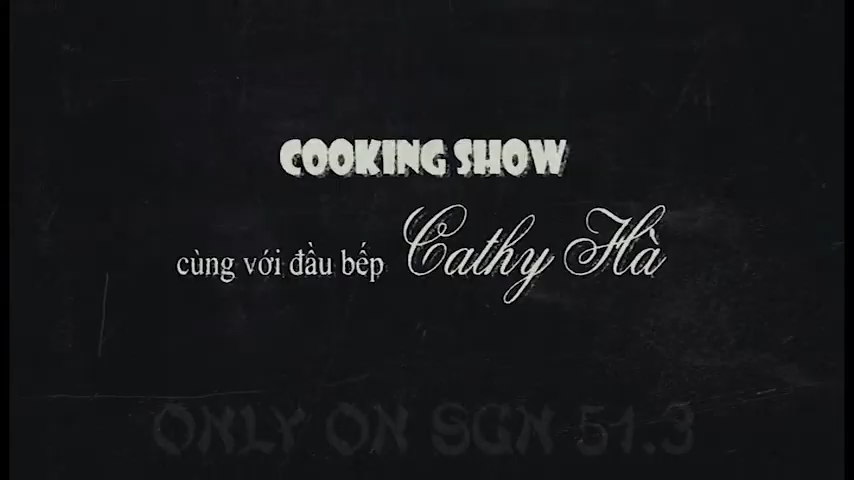 COOKING SHOW
cùng với đầu bếp Cathy Hà
ONLY ON SGN 51.3